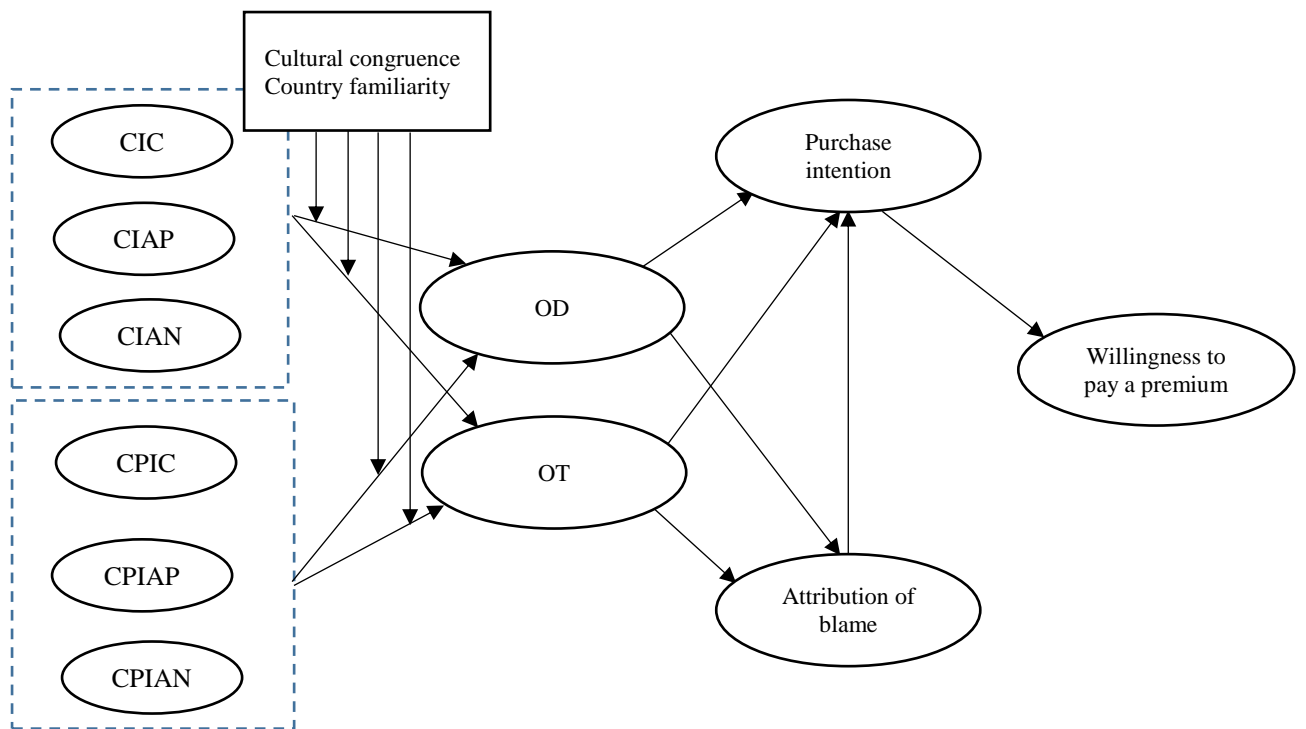 Cultural congruence
Country familiarity
CIC
CIAP
CIAN
CPIC
CPIAP
CPIAN
OD
OT
Purchase
intention
Attribution of
blame
Willingness to
pay a premium